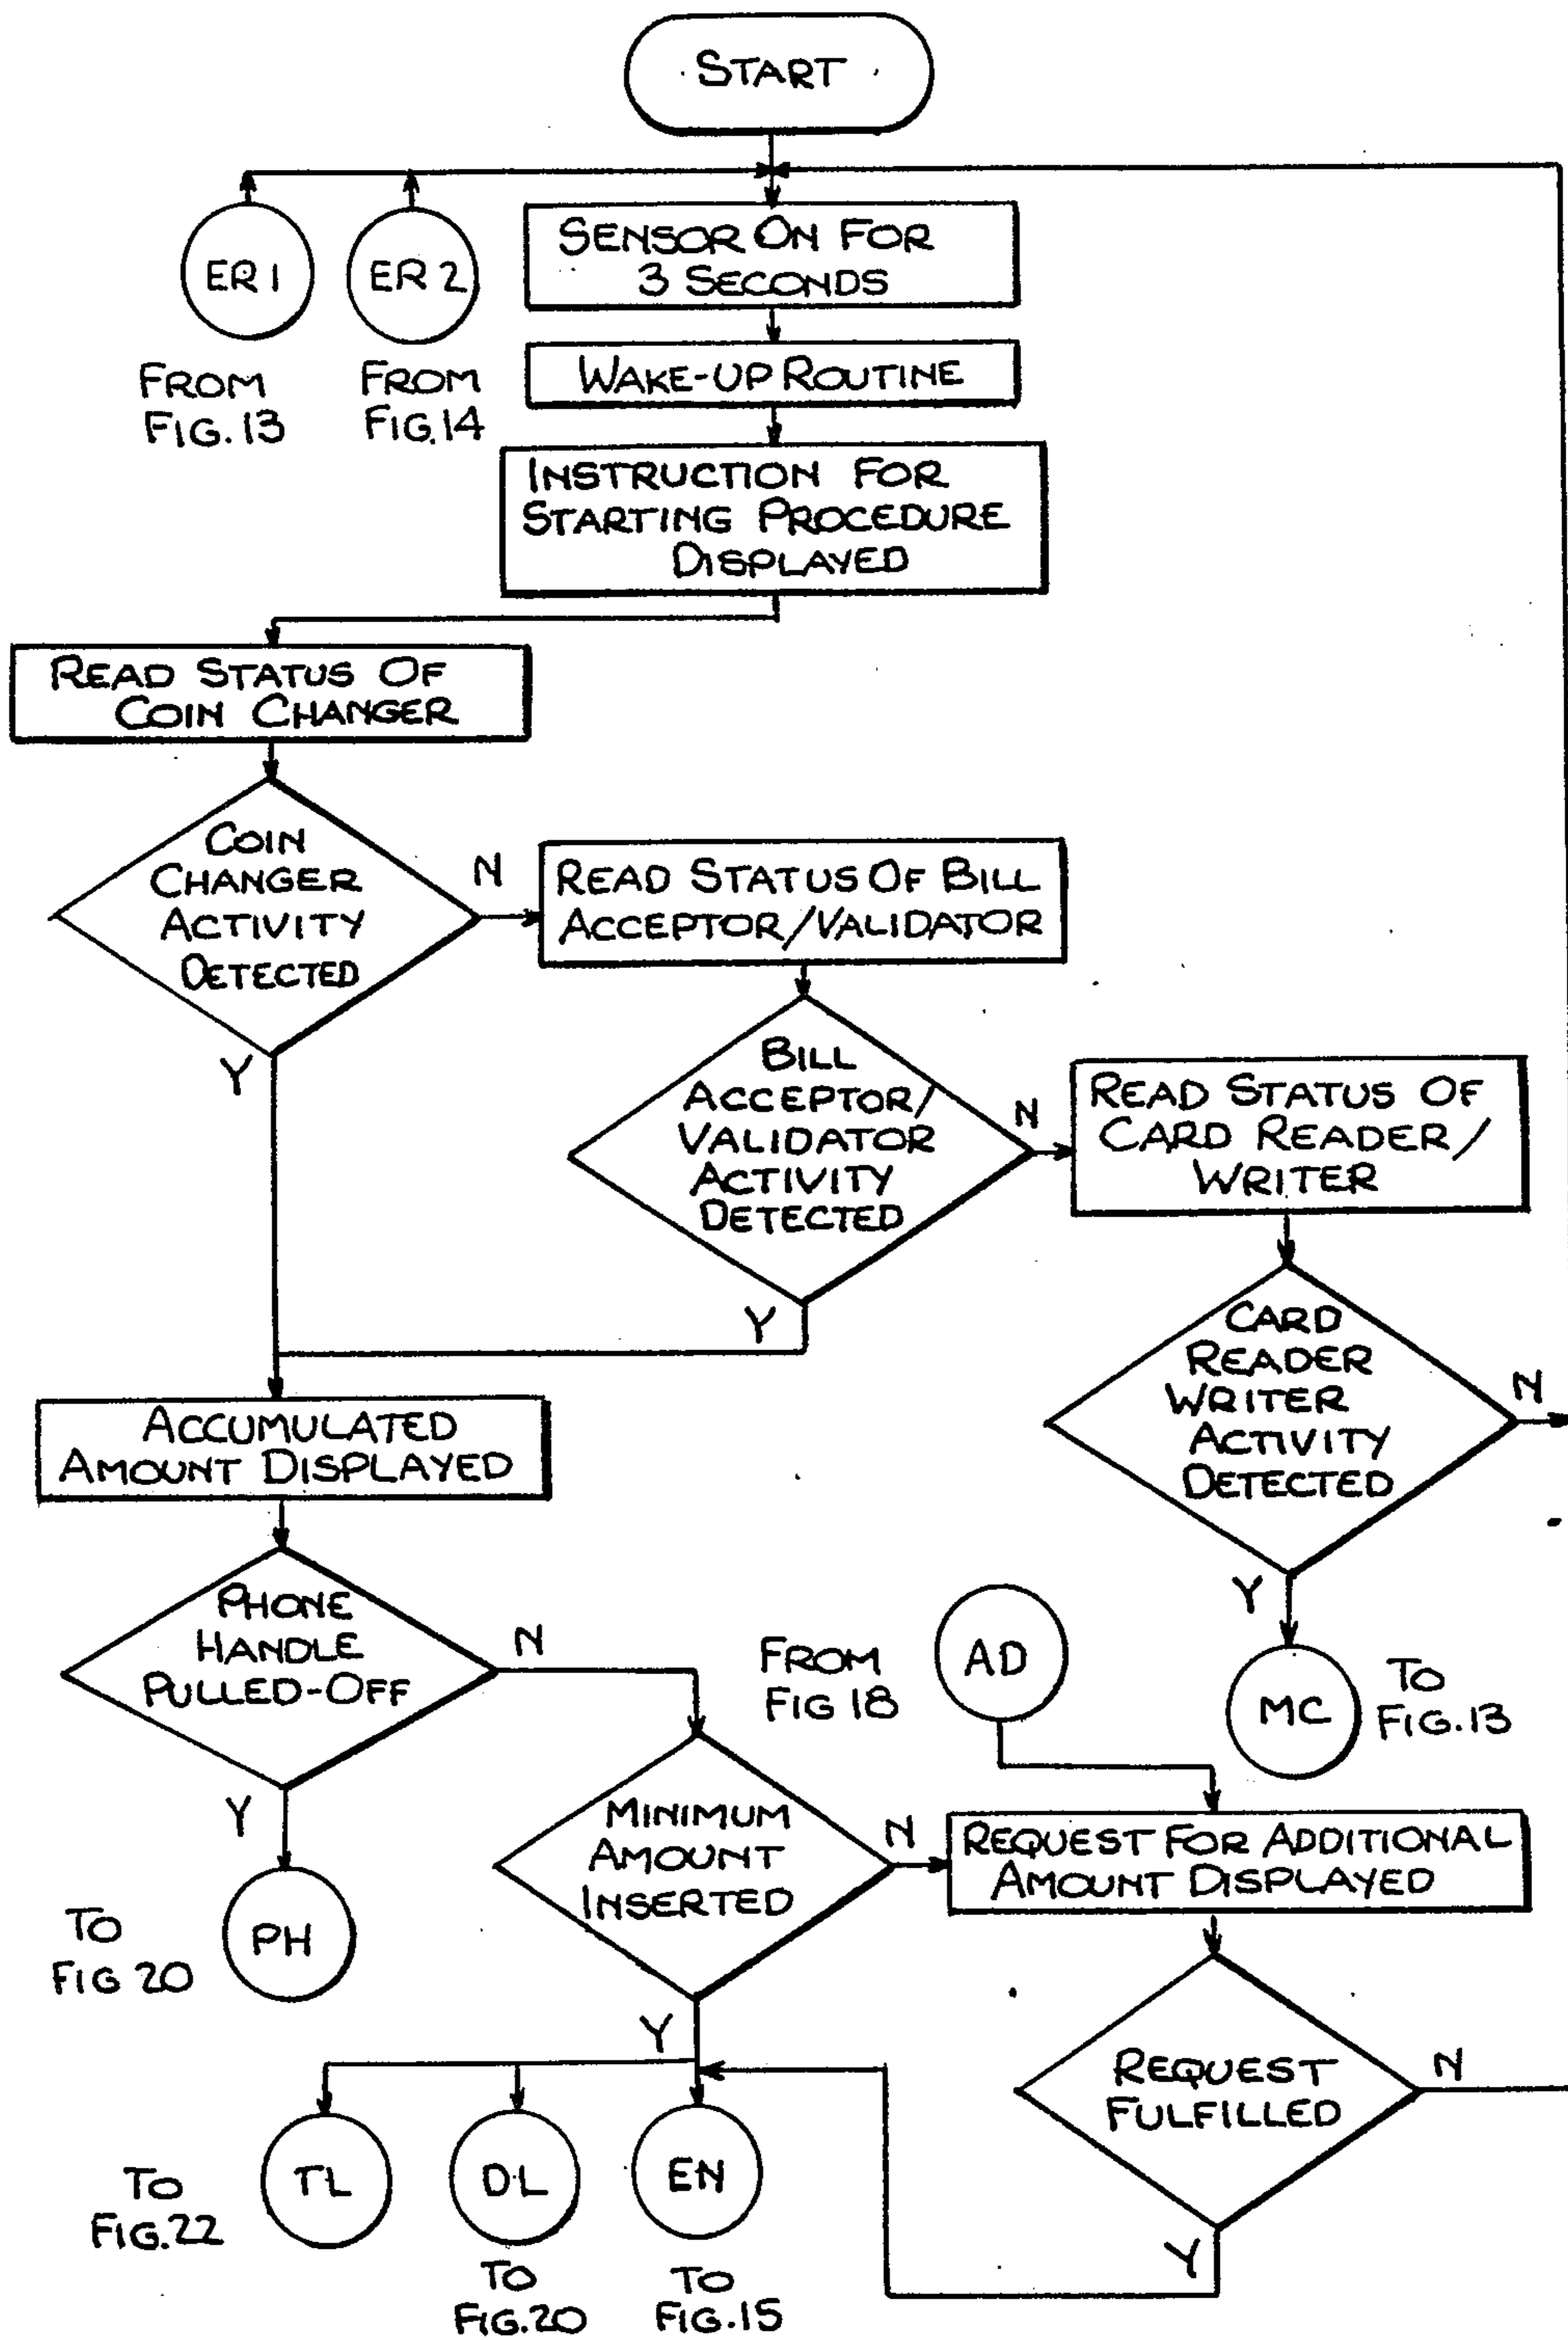 START
ER 1
ER 2
FROM
FIG. 13
FROM
FIG. 14
SENSOR ON FOR
3 SECONDS
WAKE-UP ROUTINE
INSTRUCTION FOR
STARTING PROCEDURE
DISPLAYED
READ STATUS OF
COIN CHANGER
COIN
CHANGER
ACTIVITY
DETECTED
N
Y
READ STATUS OF BILL
ACCEPTOR/VALIDATOR
BILL
ACCEPTOR/
VALIDATOR
ACTIVITY
DETECTED
N
Y
READ STATUS OF
CARD READER/
WRITER
CARD
READER
WRITER
ACTIVITY
DETECTED
N
Y
MC
TO
FIG. 13
ACCUMULATED
AMOUNT DISPLAYED
PHONE
HANDLE
PULLED-OFF
N
Y
PH
TO
FIG 20
FROM
FIG 18
AD
MINIMUM
AMOUNT
INSERTED
N
Y
REQUEST FOR ADDITIONAL
AMOUNT DISPLAYED
REQUEST
FULFILLED
N
Y
TL
DL
EN
TO
FIG. 22
TO
FIG. 20
TO
FIG. 15